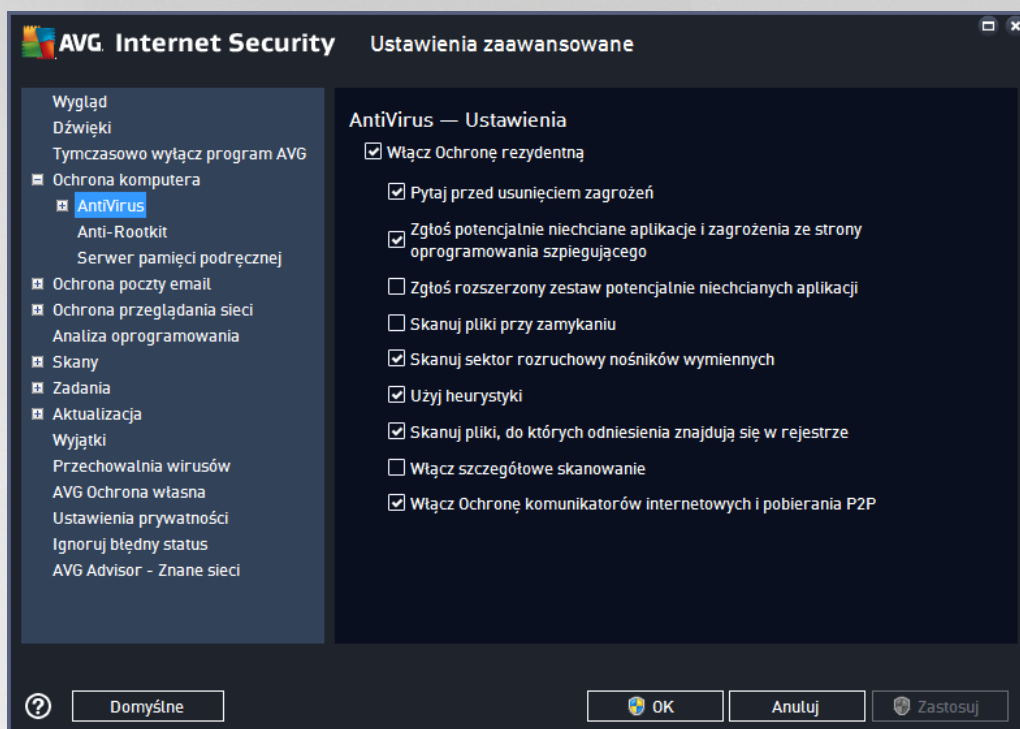 AVG. Internet Security Ustawienia zaawansowane
Wygląd
Dźwięki
Tymczasowo wyłącz program AVG
Ochrona komputera
AntiVirus
Anti-Rootkit
Serwer pamięci podręcznej
Ochrona poczty email
Ochrona przeglądania sieci
Analiza oprogramowania
Skany
Zadania
Aktualizacja
Wyjątki
Przechowalnia wirusów
AVG Ochrona własna
Ustawienia prywatności
Ignoruj błędny status
AVG Advisor - Znane sieci
AntiVirus — Ustawienia
Włącz Ochronę rezydentną
Pytaj przed usunięciem zagrożeń
Zgłoś potencjalnie niechciane aplikacje i zagrożenia ze strony
oprogramowania szpiegującego
Zgłoś rozszerzony zestaw potencjalnie niechcianych aplikacji
Skanuj pliki przy zamykaniu
Skanuj sektor rozruchowy nośników wymiennych
Użyj heurystyki
Skanuj pliki, do których odniesienia znajdują się w rejestrze
Włącz szczegółowe skanowanie
Włącz Ochronę komunikatorów internetowych i pobierania P2P
? Domyślne OK Anuluj Zastosuj